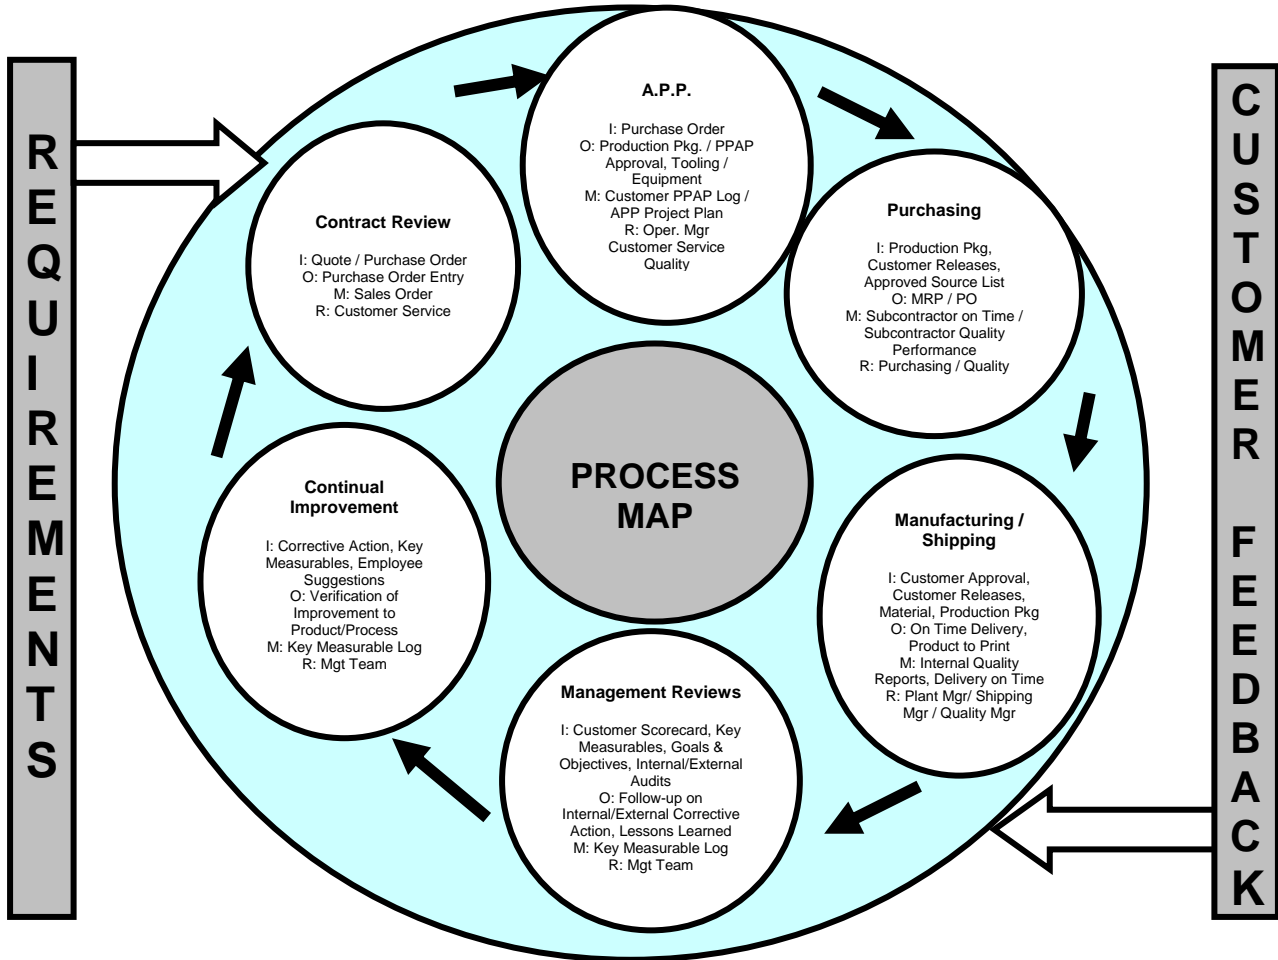 REQUIREMENTS
A.P.P.
I: Purchase Order
O: Production Pkg. / PPAP
Approval, Tooling /
Equipment
M: Customer PPAP Log /
APP Project Plan
R: Oper. Mgr
Customer Service
Quality
Contract Review
I: Quote / Purchase Order
O: Purchase Order Entry
M: Sales Order
R: Customer Service
Purchasing
I: Production Pkg,
Customer Releases,
Approved Source List
O: MRP / PO
M: Subcontractor on Time /
Subcontractor Quality
Performance
R: Purchasing / Quality
PROCESS
MAP
Continual
Improvement
I: Corrective Action, Key
Measurables, Employee
Suggestions
O: Verification of
Improvement to
Product/Process
M: Key Measurable Log
R: Mgt Team
Manufacturing /
Shipping
I: Customer Approval,
Customer Releases,
Material, Production Pkg
O: On Time Delivery,
Product to Print
M: Internal Quality
Reports, Delivery on Time
R: Plant Mgr/ Shipping
Mgr / Quality Mgr
Management Reviews
I: Customer Scorecard, Key
Measurables, Goals &
Objectives, Internal/External
Audits
O: Follow-up on
Internal/External Corrective
Action, Lessons Learned
M: Key Measurable Log
R: Mgt Team
CUSTOMER FEEDBACK